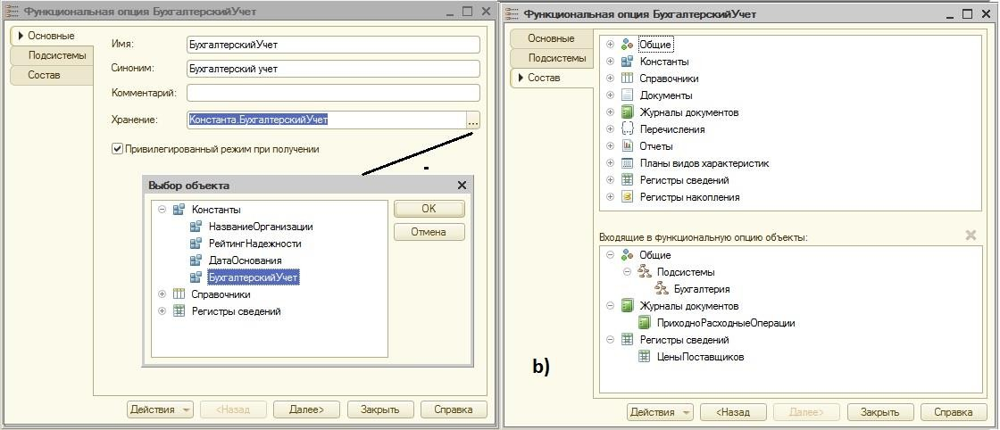 Функциональная опция БухгалтерскийУчет
Основные
Подсистемы
Состав
Имя: БухгалтерскийУчет
Синоним: Бухгалтерский учет
Комментарий:
Хранение: Константа.БухгалтерскийУчет ...
Привилегированный режим при получении
Выбор объекта
Константы
НазваниеОрганизации
РейтингНадежности
ДатаОснования
БухгалтерскийУчет
Справочники
Регистры сведений
OK
Отмена
Действия <Назад Далее> Закрыть Справка
Функциональная опция БухгалтерскийУчет
Основные
Подсистемы
Состав
Общие
Константы
Справочники
Документы
Журналы документов
Перечисления
Отчеты
Планы видов характеристик
Регистры сведений
Регистры накопления
Входящие в функциональную опцию объекты:
Общие
Подсистемы
Бухгалтерия
Журналы документов
ПриходноРасходныеОперации
Регистры сведений
ЦеныПоставщиков
b)
Действия <Назад Далее> Закрыть Справка